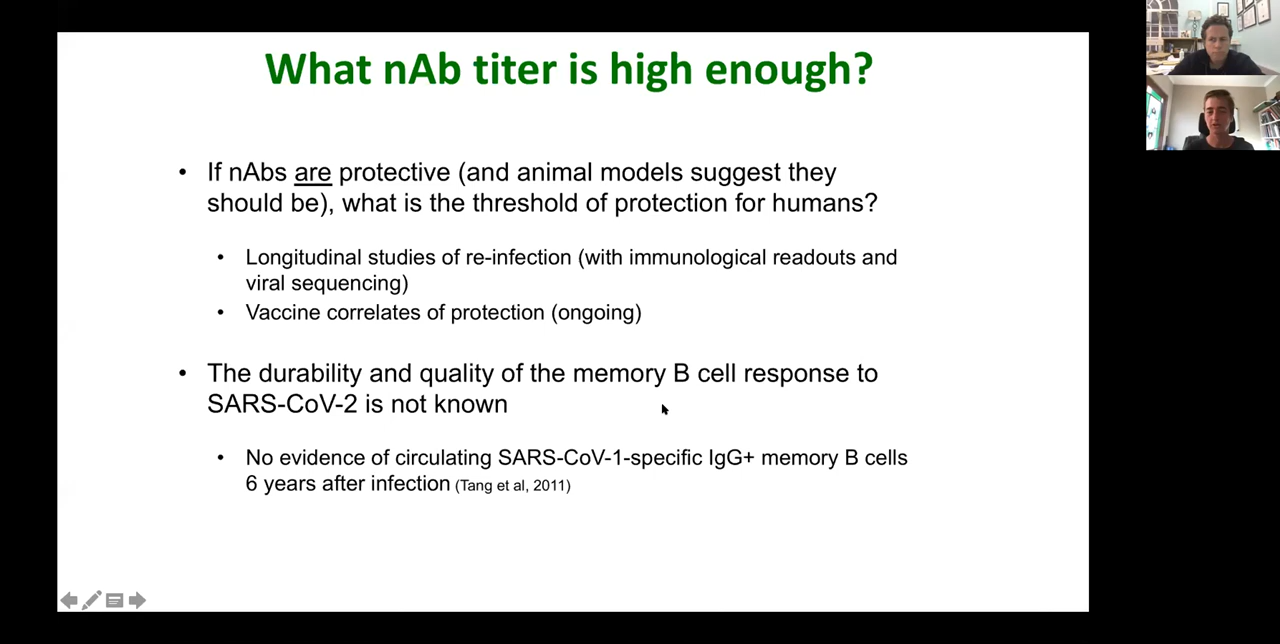 What nAb titer is high enough?
• If nAbs are protective (and animal models suggest they
should be), what is the threshold of protection for humans?
• Longitudinal studies of re-infection (with immunological readouts and
viral sequencing)
• Vaccine correlates of protection (ongoing)
• The durability and quality of the memory B cell response to
SARS-CoV-2 is not known
• No evidence of circulating SARS-CoV-1-specific IgG+ memory B cells
6 years after infection (Tang et al, 2011)